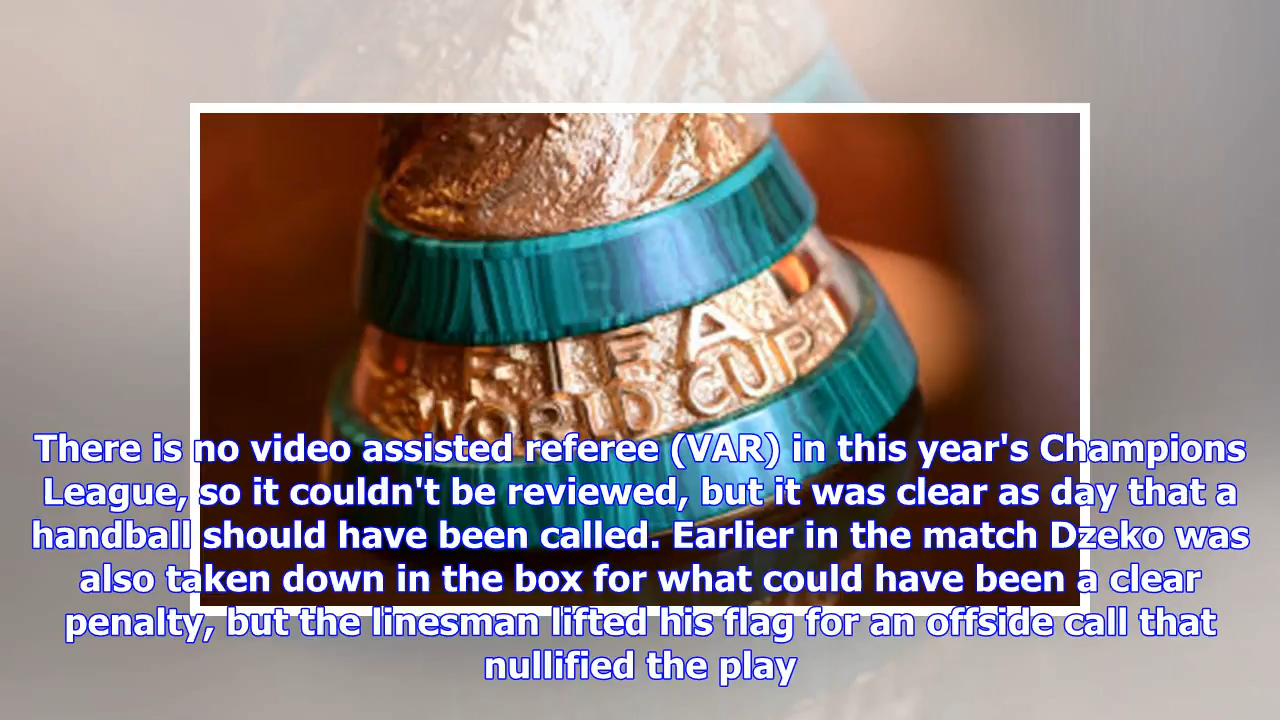 FIFA
WORLD CUP
There is no video assisted referee (VAR) in this year's Champions
League, so it couldn't be reviewed, but it was clear as day that a
handball should have been called. Earlier in the match Dzeko was
also taken down in the box for what could have been a clear
penalty, but the linesman lifted his flag for an offside call that
nullified the play